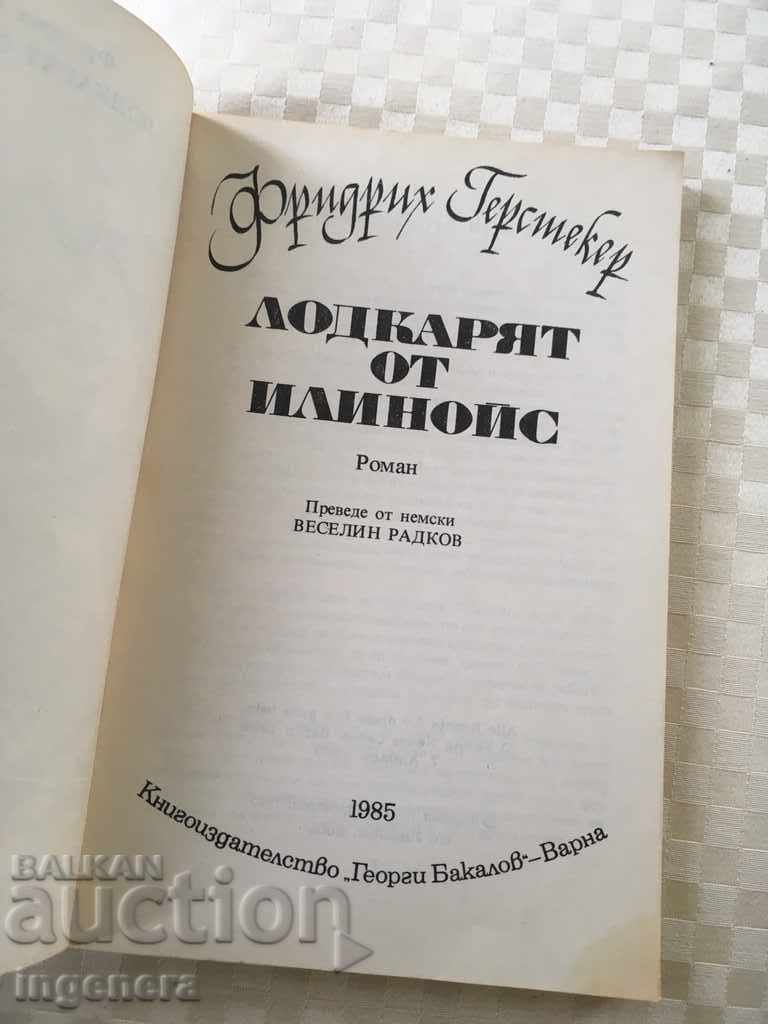 Фридрих Герстекер
ЛОДКАРЯТ
ОТ
ИЛИНОЙС
Роман
Преведе от немски
ВЕСЕЛИН РАДКОВ
1985
Книгоиздателство „Георги Бакалов“ – Варна
BALKAN
auction
ingenera